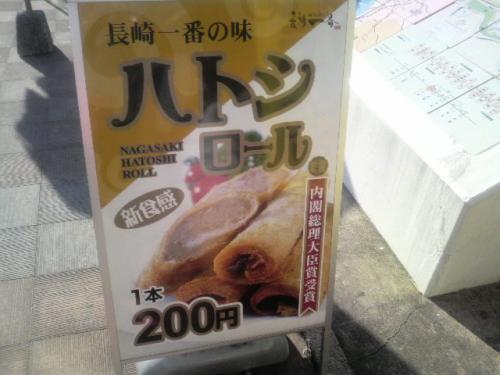 長崎一番の味
ハトシ
NAGASAKI
HATOSHI
ROLL
ロール
新食感
内閣総理大臣賞受賞
1本
200円